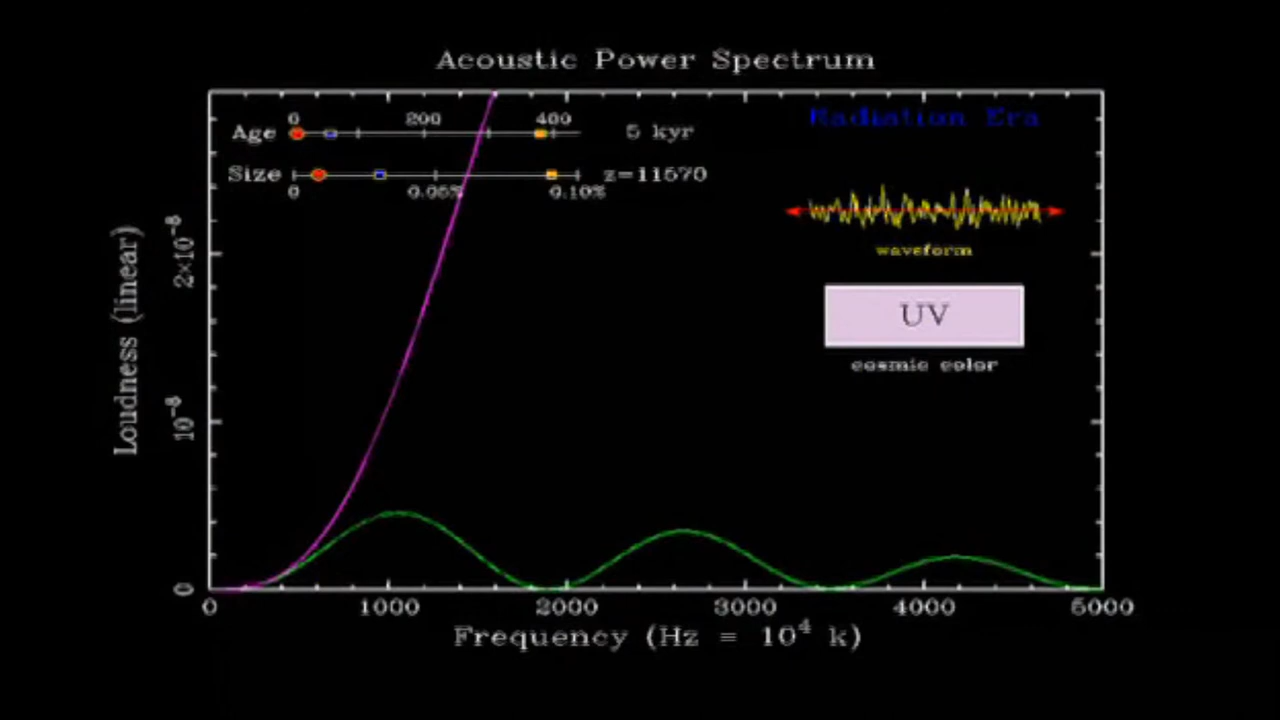 Acoustic Power Spectrum
Radiation Era
0 200 400
Age 5 kyr
Size z=11570
0 0.05% 0.10%
waveform
UV
cosmic color
Loudness (linear)
2×10⁻⁸
10⁻⁸
0
0 1000 2000 3000 4000 5000
Frequency (Hz = 10⁴ k)